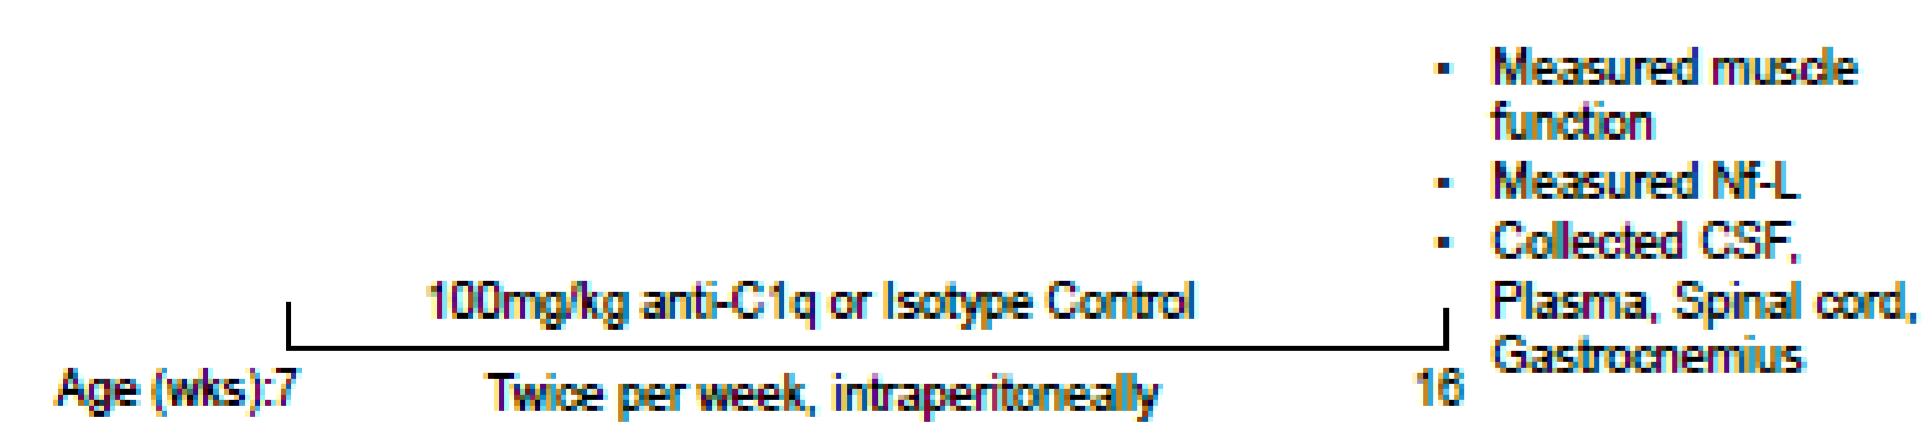 • Measured muscle
function
• Measured Nf-L
• Collected CSF,
Plasma, Spinal cord,
Gastrocnemius
100mg/kg anti-C1q or Isotype Control
Age (wks):7
Twice per week, intraperitoneally
16